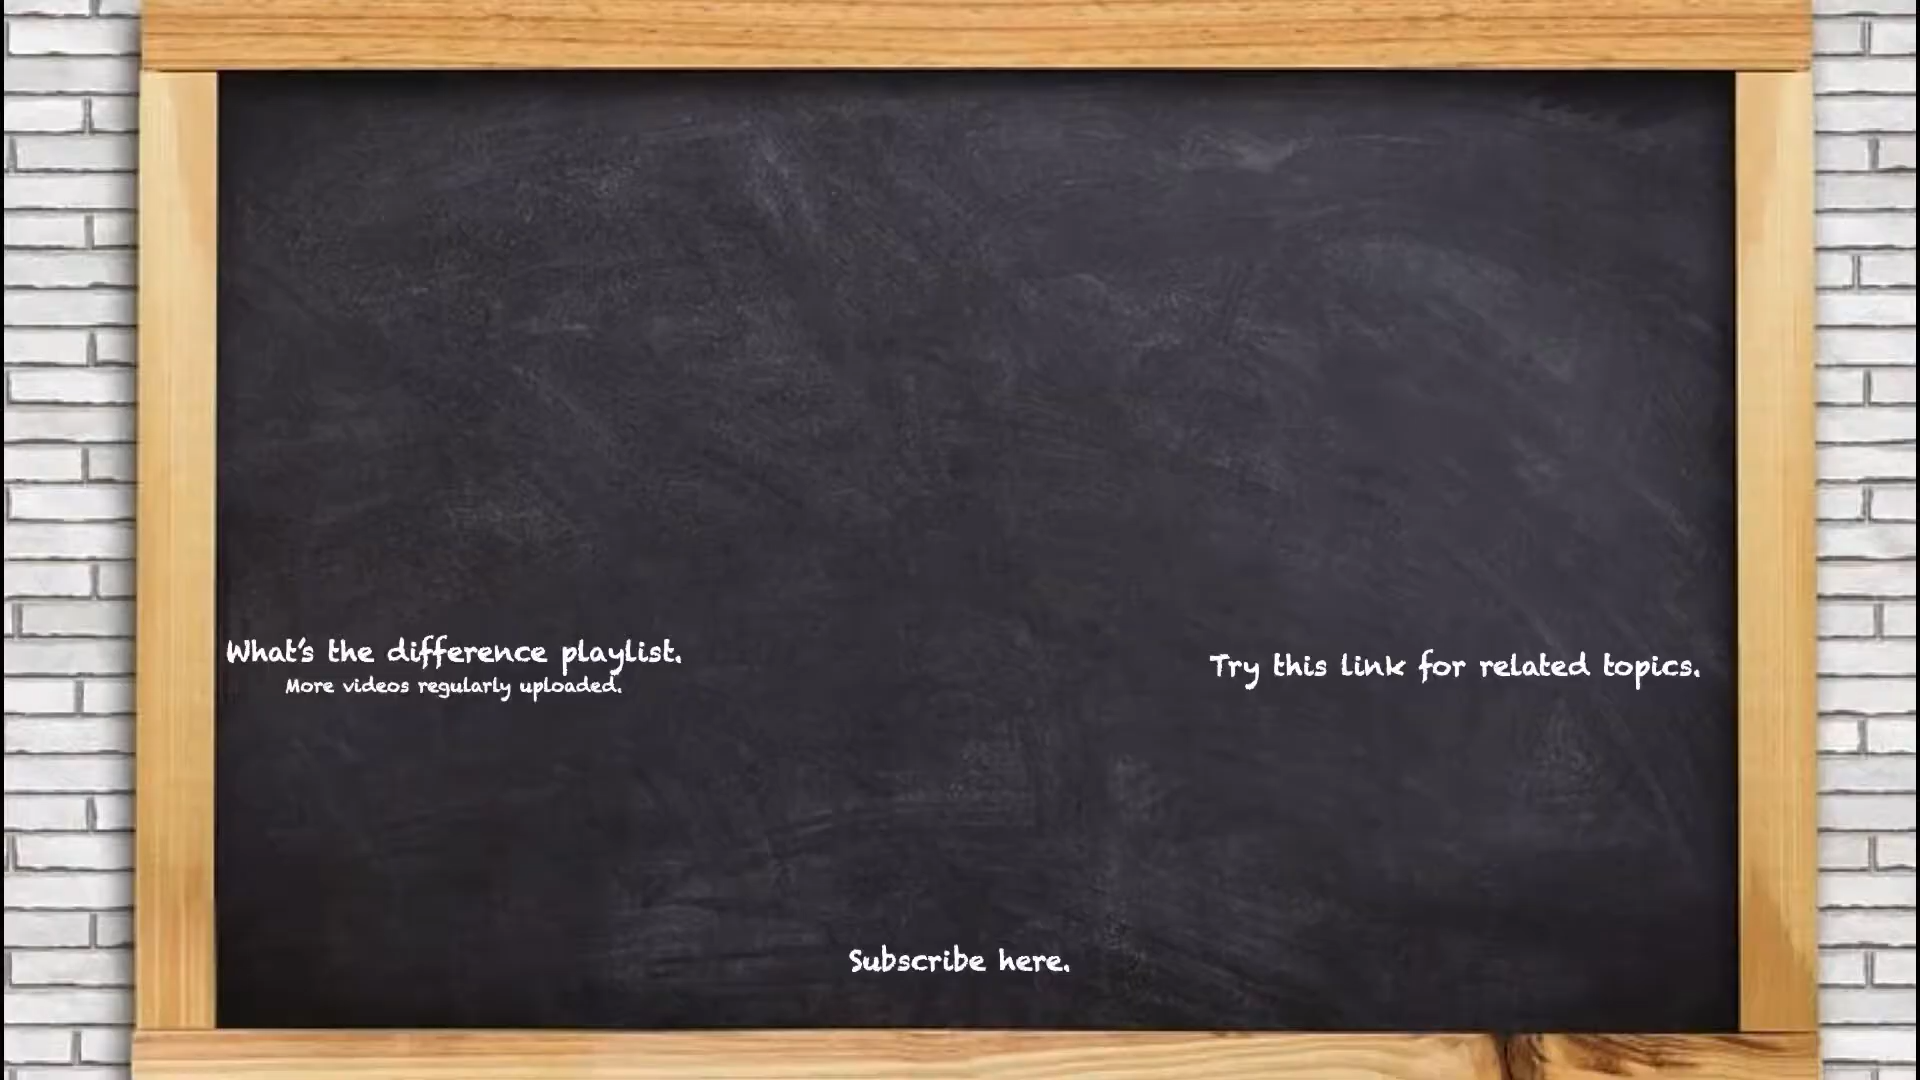 What's the difference playlist.
More videos regularly uploaded.
Try this link for related topics.
Subscribe here.